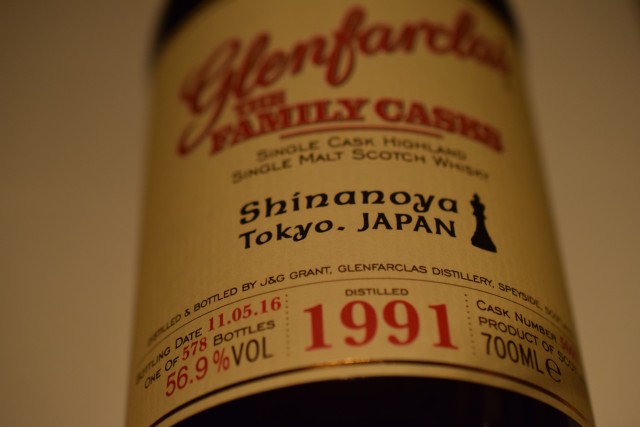 Glenfarclas
THE
FAMILY CASKS
SINGLE CASK HIGHLAND
SINGLE MALT SCOTCH WHISKY
Shinanoya
Tokyo. JAPAN
DISTILLED & BOTTLED BY J&G GRANT, GLENFARCLAS DISTILLERY, SPEYSIDE,
BOTTLING DATE 11.05.16
ONE OF 578 BOTTLES
56.9%VOL
DISTILLED
1991
CASK NUMBER
PRODUCT OF
700ML e